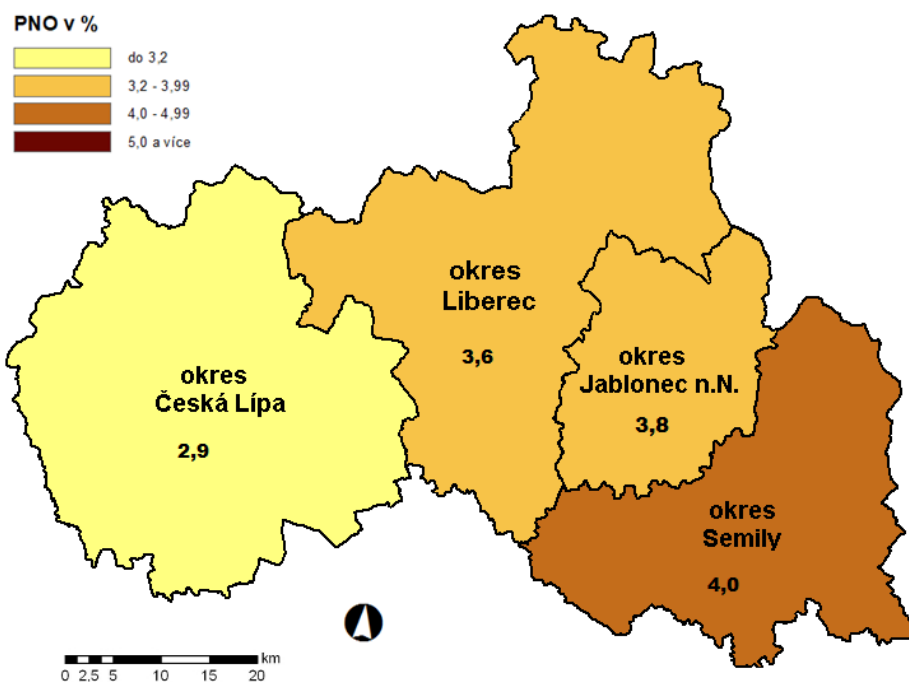 PNO v %
do 3,2
3,2 - 3,99
4,0 - 4,99
5,0 a více
okres
Liberec
3,6
okres
Jablonec n.N.
3,8
okres
Česká Lípa
2,9
okres
Semily
4,0
km
0 2,5 5 10 15 20